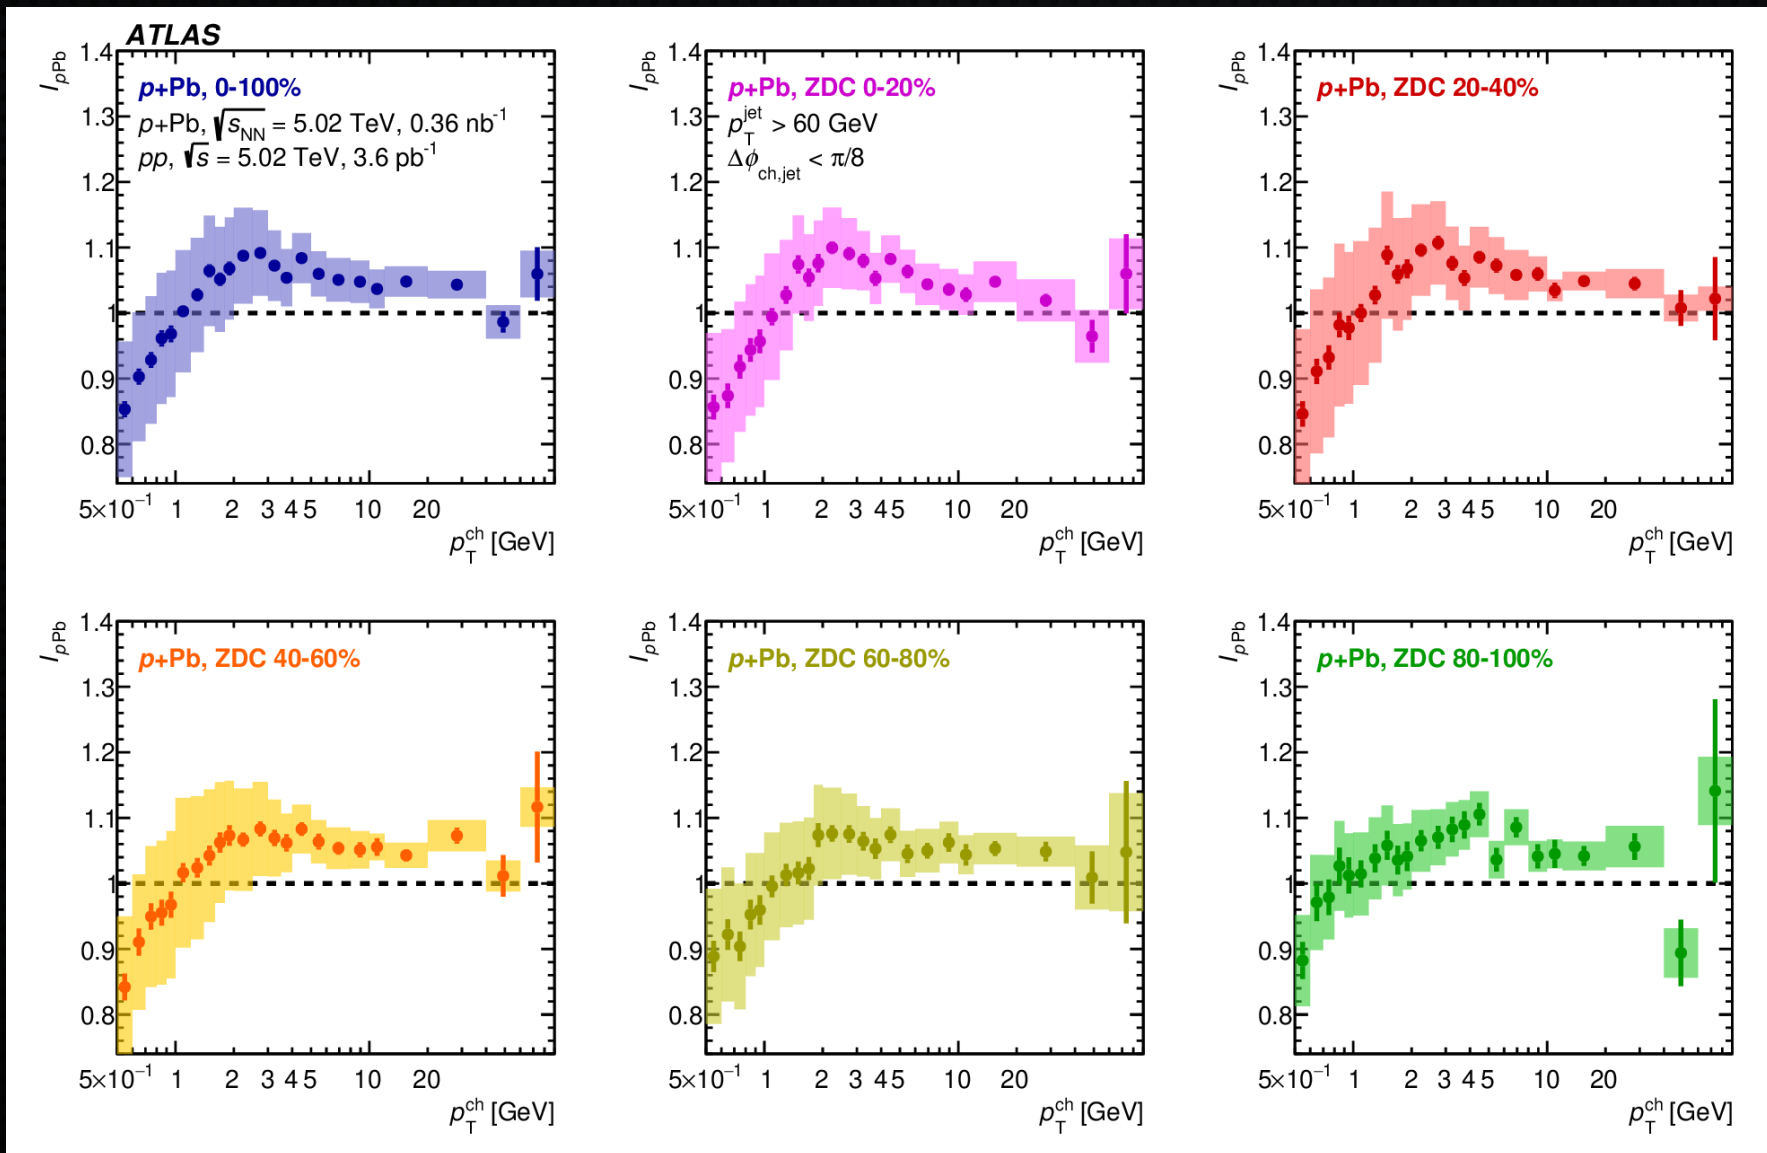 ATLAS
I_pPb
1.4
1.3
1.2
1.1
1
0.9
0.8
p+Pb, 0-100%
p+Pb, √s_NN = 5.02 TeV, 0.36 nb⁻¹
pp, √s = 5.02 TeV, 3.6 pb⁻¹
5×10⁻¹ 1 2 3 4 5 10 20
p_T^ch [GeV]
I_pPb
1.4
1.3
1.2
1.1
1
0.9
0.8
p+Pb, ZDC 0-20%
p_T^jet > 60 GeV
Δϕ_ch,jet < π/8
5×10⁻¹ 1 2 3 4 5 10 20
p_T^ch [GeV]
I_pPb
1.4
1.3
1.2
1.1
1
0.9
0.8
p+Pb, ZDC 20-40%
5×10⁻¹ 1 2 3 4 5 10 20
p_T^ch [GeV]
I_pPb
1.4
1.3
1.2
1.1
1
0.9
0.8
p+Pb, ZDC 40-60%
5×10⁻¹ 1 2 3 4 5 10 20
p_T^ch [GeV]
I_pPb
1.4
1.3
1.2
1.1
1
0.9
0.8
p+Pb, ZDC 60-80%
5×10⁻¹ 1 2 3 4 5 10 20
p_T^ch [GeV]
I_pPb
1.4
1.3
1.2
1.1
1
0.9
0.8
p+Pb, ZDC 80-100%
5×10⁻¹ 1 2 3 4 5 10 20
p_T^ch [GeV]